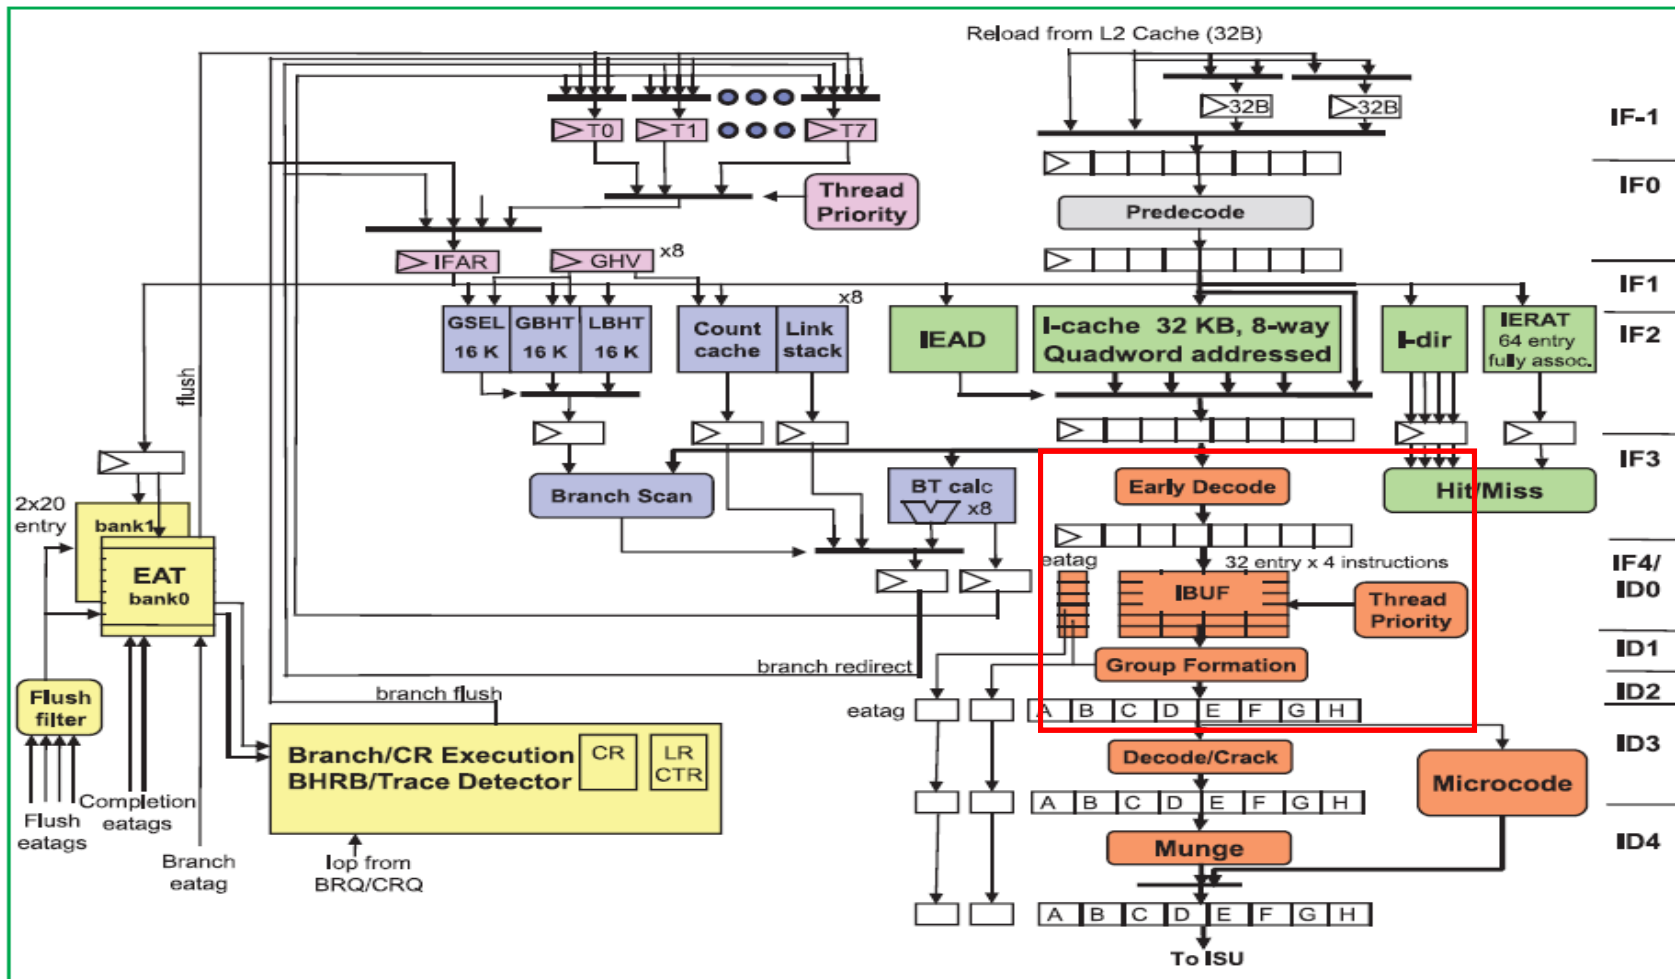 Reload from L2 Cache (32B)
32B
32B
IF-1
T0
T1
T7
IF0
Thread
Priority
Predecode
IFAR
GHV
x8
IF1
x8
GSEL
16 K
GBHT
16 K
LBHT
16 K
Count
cache
Link
stack
IEAD
I-cache 32 KB, 8-way
Quadword addressed
I-dir
IERAT
64 entry
fully assoc.
IF2
flush
IF3
Branch Scan
BT calc
x8
Early Decode
Hit/Miss
2x20
entry
bank1
EAT
bank0
eatag
32 entry x 4 instructions
IBUF
Thread
Priority
IF4/
ID0
Group Formation
ID1
branch redirect
branch flush
ID2
Flush
filter
eatag
A B C D E F G H
Branch/CR Execution
BHRB/Trace Detector
CR
LR
CTR
Decode/Crack
ID3
Microcode
Completion
eatags
Flush
eatags
A B C D E F G H
Munge
ID4
Branch
eatag
Iop from
BRQ/CRQ
A B C D E F G H
To ISU